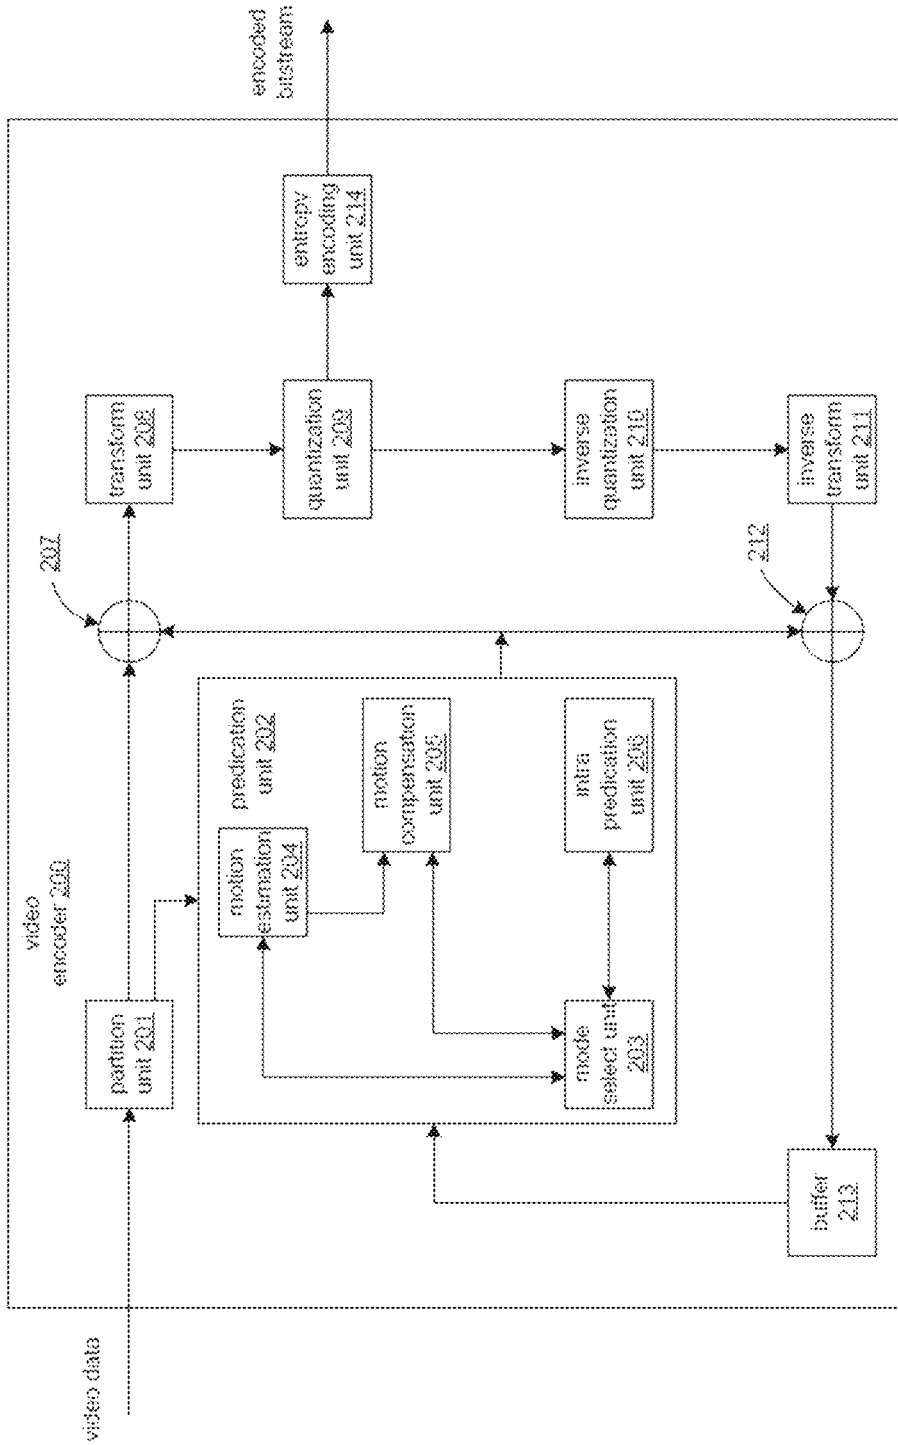 video
encoder 200
video data
partition
unit 201
207
transform
unit 208
predication
unit 202
motion
estimation
unit 204
motion
compensation
unit 205
mode
select unit
203
intra
predication
unit 206
quantization
unit 209
entropy
encoding
unit 214
encoded
bitstream
inverse
quantization
unit 210
buffer
213
212
inverse
transform
unit 211